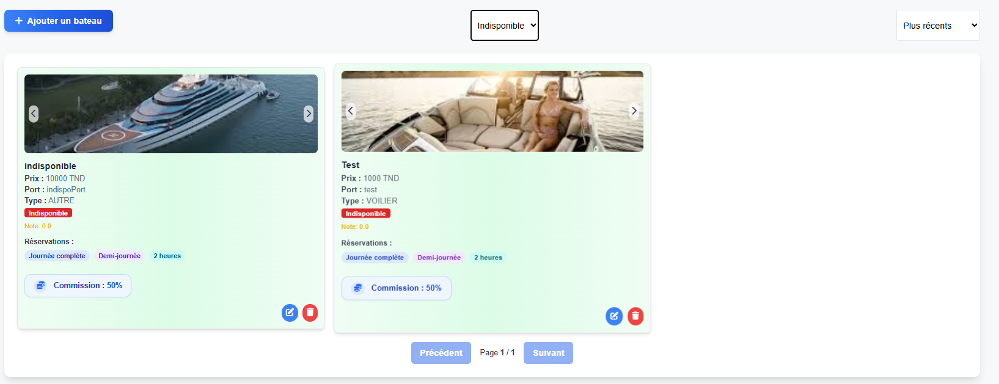 Ajouter un bateau
Indisponible
Plus récents
indisponible
Prix : 10000 TND
Port : indispoPort
Type : AUTRE
Indisponible
Note: 0.0
Réservations :
Journée complète Demi-journée 2 heures
Commission : 50%
Test
Prix : 1000 TND
Port : test
Type : VOILIER
Indisponible
Note: 0.0
Réservations :
Journée complète Demi-journée 2 heures
Commission : 50%
Précédent Page 1 / 1 Suivant